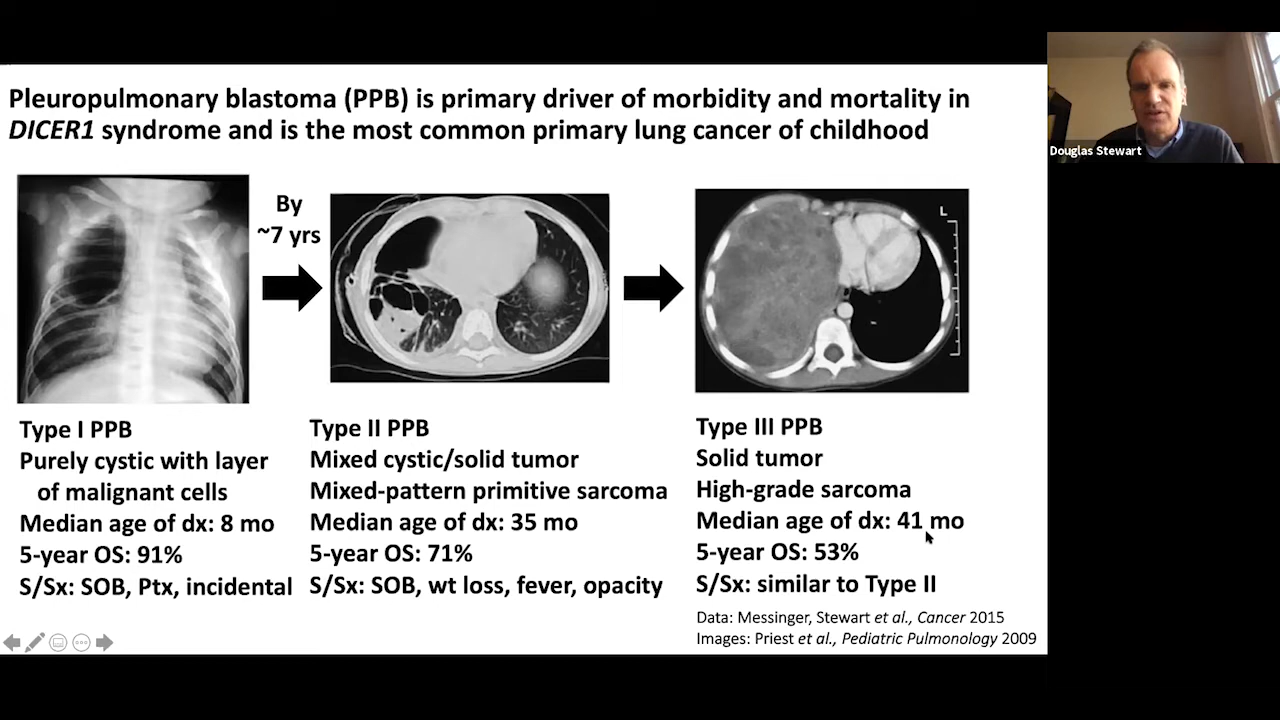 Pleuropulmonary blastoma (PPB) is primary driver of morbidity and mortality in
DICER1 syndrome and is the most common primary lung cancer of childhood
Douglas Stewart
By
~7 yrs
L
Type I PPB
Purely cystic with layer
of malignant cells
Median age of dx: 8 mo
5-year OS: 91%
S/Sx: SOB, Ptx, incidental
Type II PPB
Mixed cystic/solid tumor
Mixed-pattern primitive sarcoma
Median age of dx: 35 mo
5-year OS: 71%
S/Sx: SOB, wt loss, fever, opacity
Type III PPB
Solid tumor
High-grade sarcoma
Median age of dx: 41 mo
5-year OS: 53%
S/Sx: similar to Type II
Data: Messinger, Stewart et al., Cancer 2015
Images: Priest et al., Pediatric Pulmonology 2009